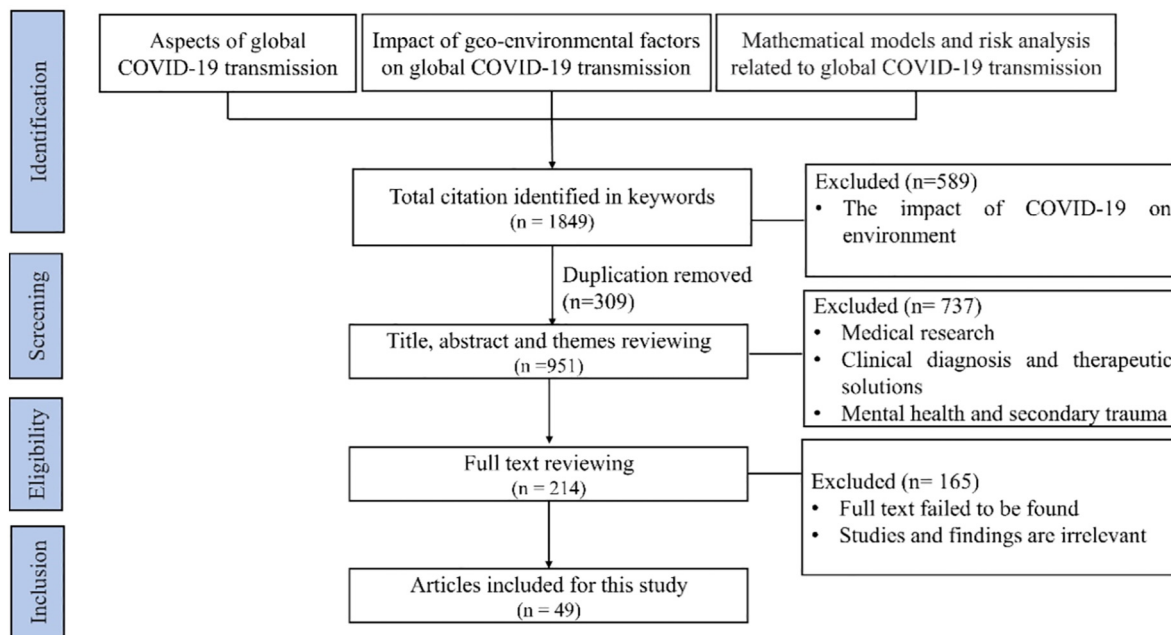 Identification
Aspects of global
COVID-19 transmission
Impact of geo-environmental factors
on global COVID-19 transmission
Mathematical models and risk analysis
related to global COVID-19 transmission
Total citation identified in keywords
(n = 1849)
Excluded (n=589)
• The impact of COVID-19 on
environment
Screening
Duplication removed
(n=309)
Title, abstract and themes reviewing
(n =951)
Excluded (n= 737)
• Medical research
• Clinical diagnosis and therapeutic
solutions
• Mental health and secondary trauma
Eligibility
Full text reviewing
(n = 214)
Excluded (n= 165)
• Full text failed to be found
• Studies and findings are irrelevant
Inclusion
Articles included for this study
(n = 49)